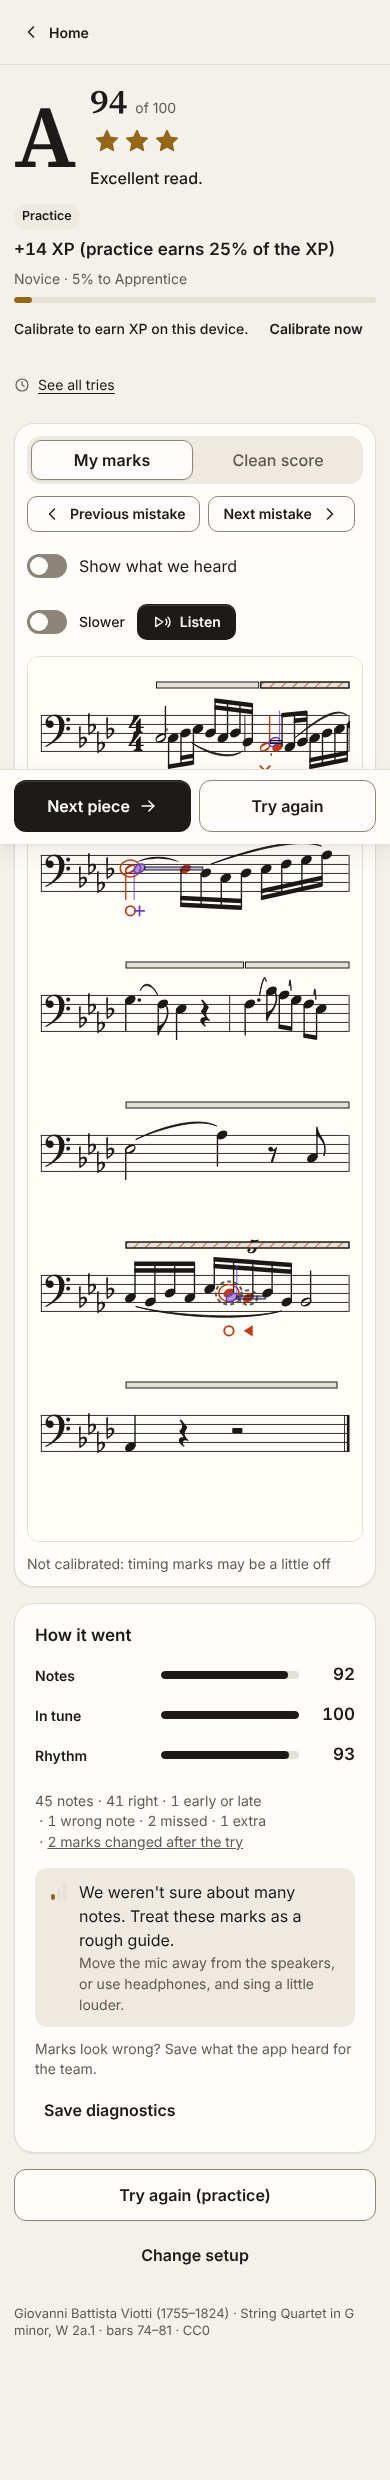 Home
A
94 of 100
Excellent read.
Practice
+14 XP (practice earns 25% of the XP)
Novice · 5% to Apprentice
Calibrate to earn XP on this device. Calibrate now
See all tries
My marks Clean score
Previous mistake Next mistake
Show what we heard
Slower Listen
4
4
Next piece Try again
5
Not calibrated: timing marks may be a little off
How it went
Notes 92
In tune 100
Rhythm 93
45 notes · 41 right · 1 early or late
· 1 wrong note · 2 missed · 1 extra
· 2 marks changed after the try
We weren't sure about many
notes. Treat these marks as a
rough guide.
Move the mic away from the speakers,
or use headphones, and sing a little
louder.
Marks look wrong? Save what the app heard for
the team.
Save diagnostics
Try again (practice)
Change setup
Giovanni Battista Viotti (1755–1824) · String Quartet in G
minor, W 2a.1 · bars 74–81 · CC0